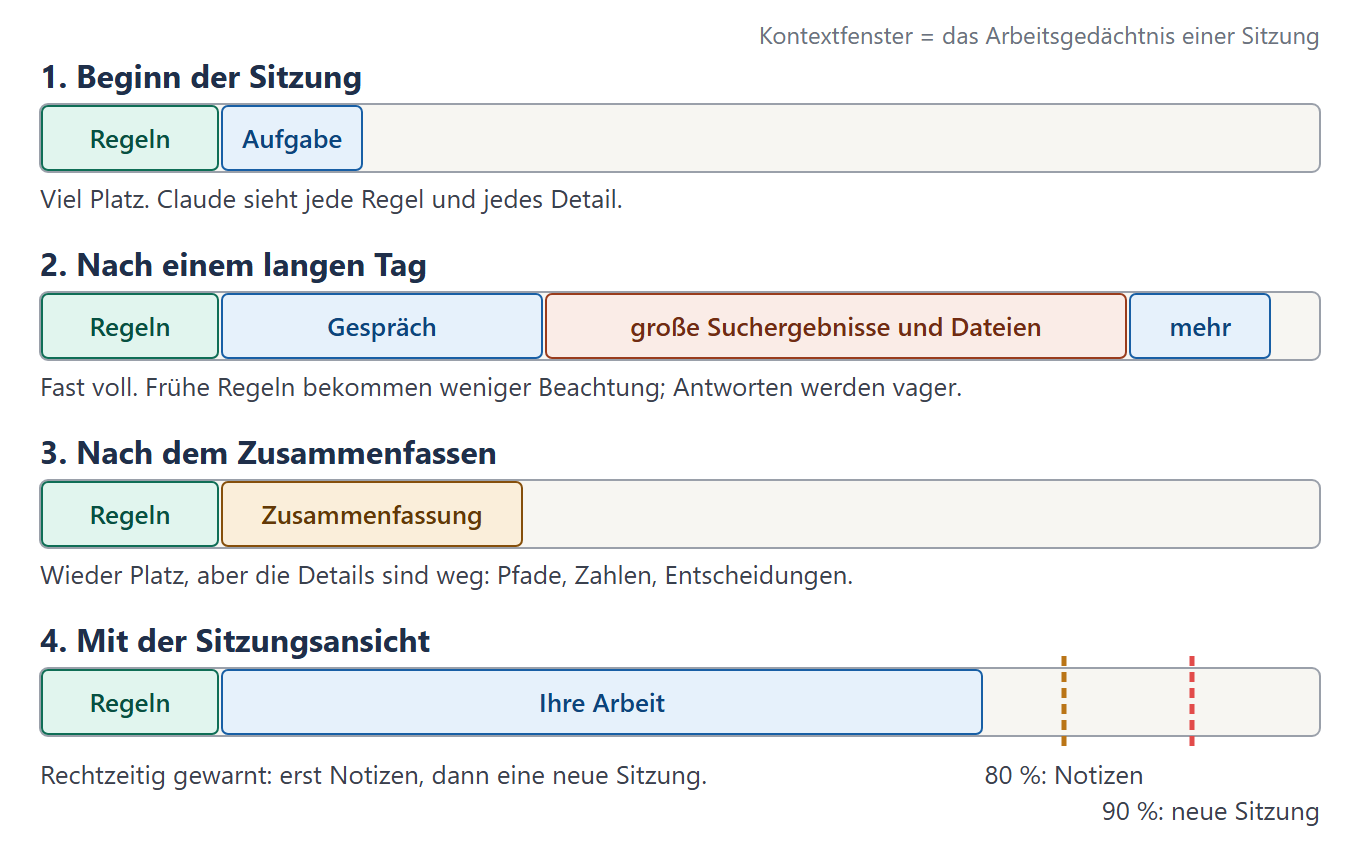 Kontextfenster = das Arbeitsgedächtnis einer Sitzung
1. Beginn der Sitzung
Regeln
Aufgabe
Viel Platz. Claude sieht jede Regel und jedes Detail.
2. Nach einem langen Tag
Regeln
Gespräch
große Suchergebnisse und Dateien
mehr
Fast voll. Frühe Regeln bekommen weniger Beachtung; Antworten werden vager.
3. Nach dem Zusammenfassen
Regeln
Zusammenfassung
Wieder Platz, aber die Details sind weg: Pfade, Zahlen, Entscheidungen.
4. Mit der Sitzungsansicht
Regeln
Ihre Arbeit
Rechtzeitig gewarnt: erst Notizen, dann eine neue Sitzung.
80 %: Notizen
90 %: neue Sitzung